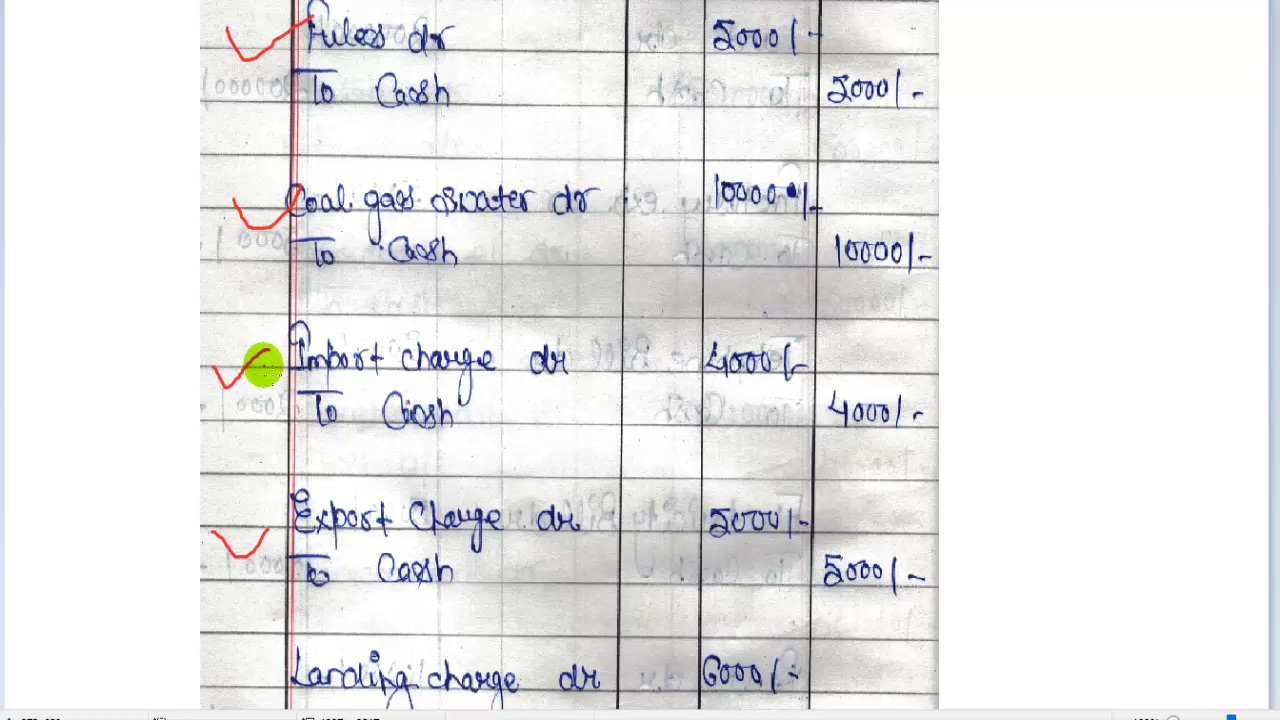 Fules dr 5000/-
To Cash 5000/-
Coal gas &water dr 10000/-
To Cash 10000/-
Import charge dr 4000/-
To Cash 4000/-
Export Charge dr 5000/-
To Cash 5000/-
Landing charge dr 6000/-